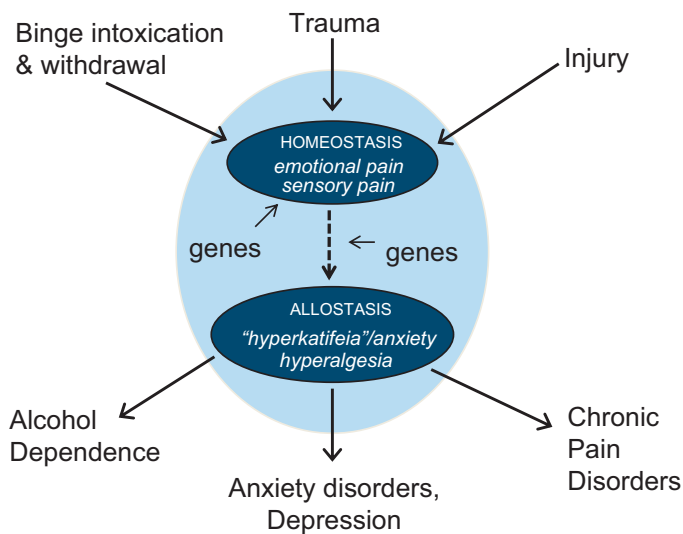 Binge intoxication
& withdrawal
Trauma
Injury
HOMEOSTASIS
emotional pain
sensory pain
genes
genes
ALLOSTASIS
“hyperkatifeia”/anxiety
hyperalgesia
Alcohol
Dependence
Anxiety disorders,
Depression
Chronic
Pain
Disorders